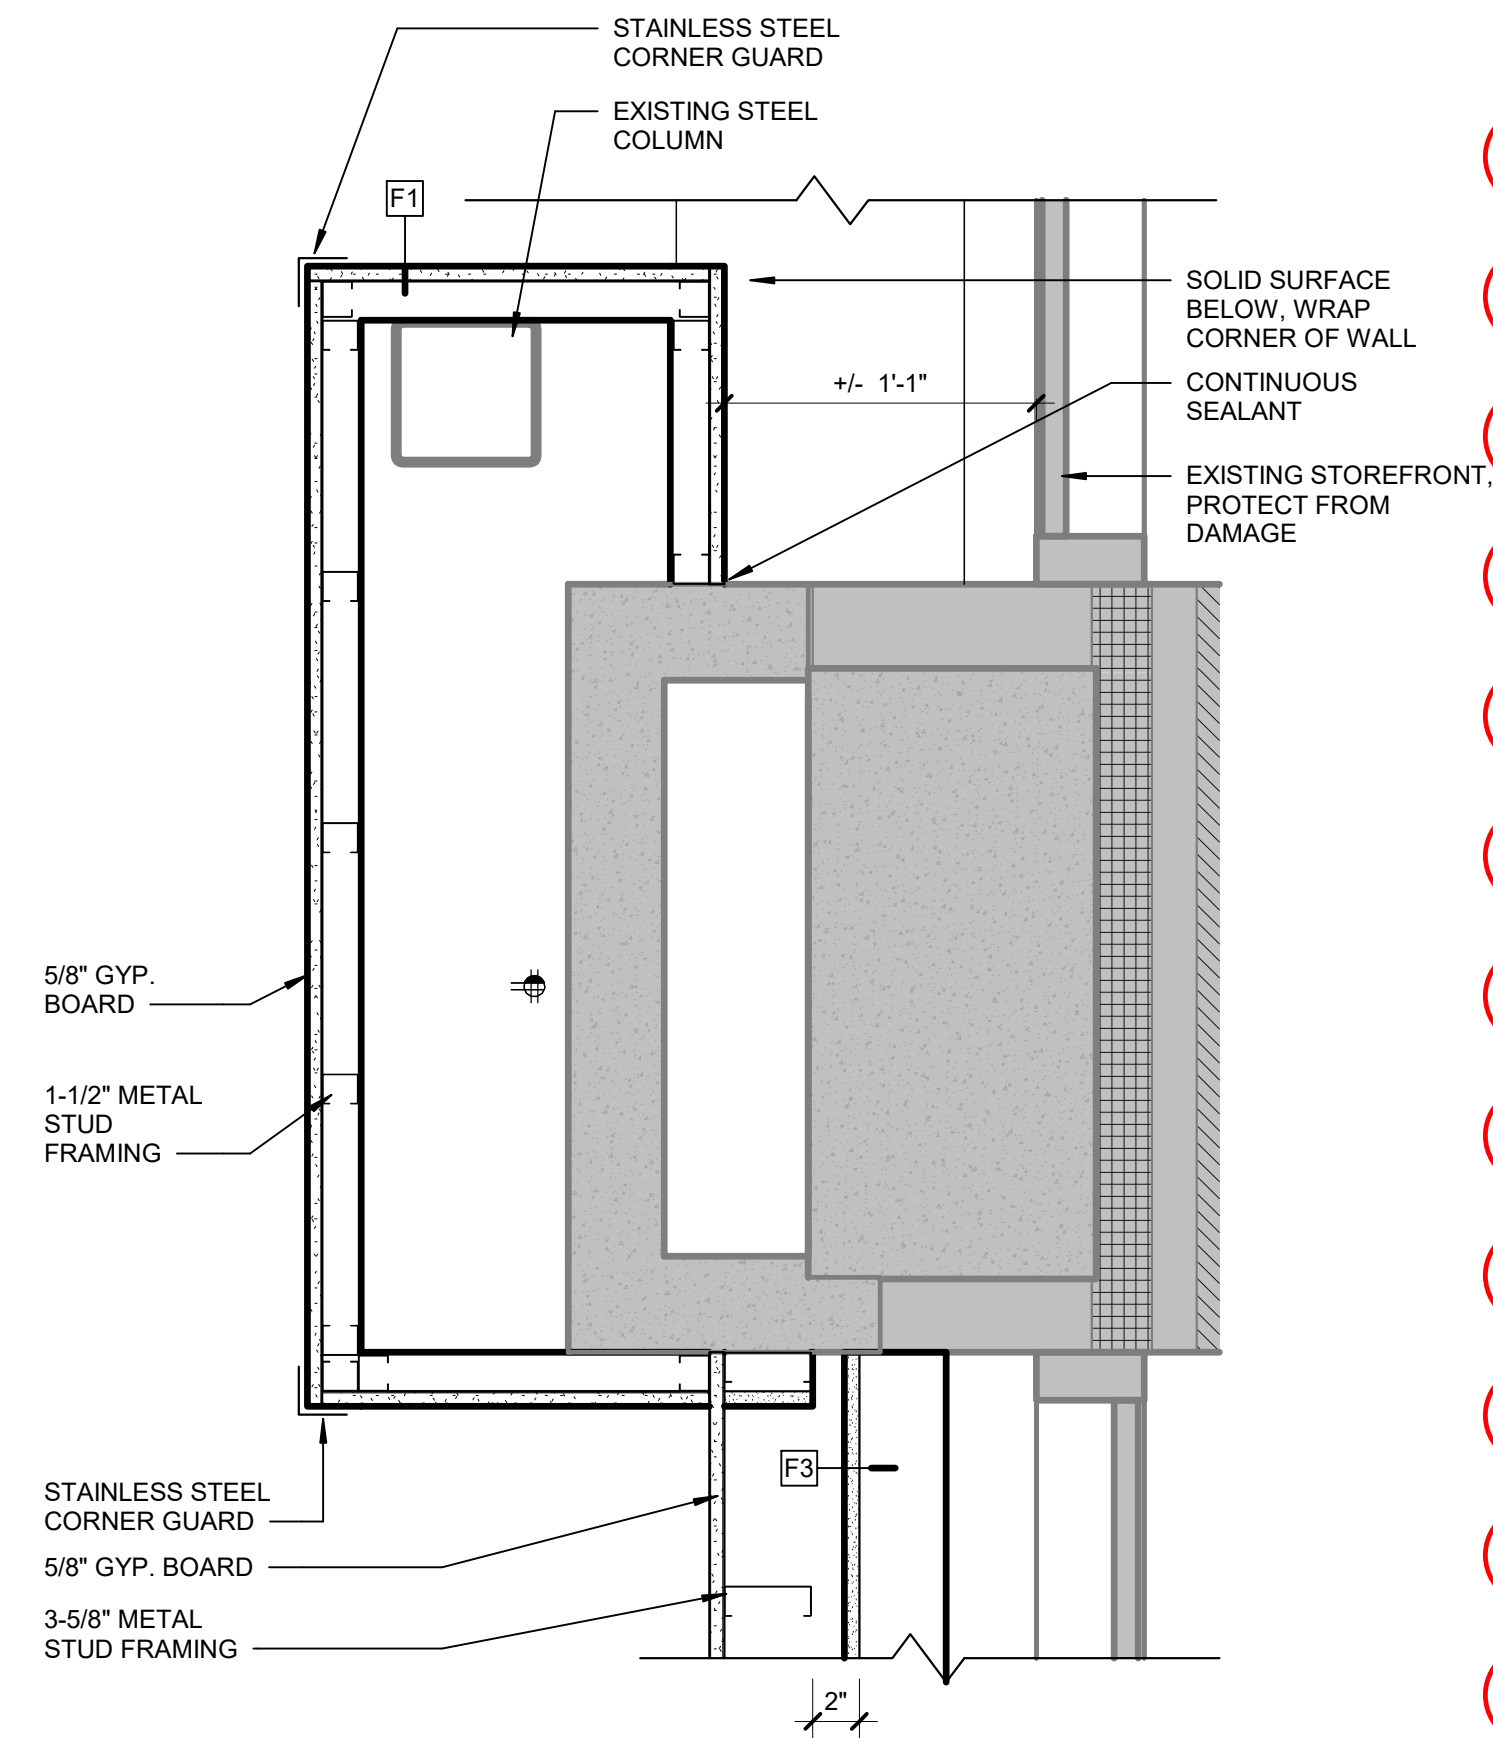 STAINLESS STEEL
CORNER GUARD
EXISTING STEEL
COLUMN
F1
SOLID SURFACE
BELOW, WRAP
CORNER OF WALL
+/- 1'-1"
CONTINUOUS
SEALANT
EXISTING STOREFRONT,
PROTECT FROM
DAMAGE
5/8" GYP.
BOARD
1-1/2" METAL
STUD
FRAMING
F3
STAINLESS STEEL
CORNER GUARD
5/8" GYP. BOARD
3-5/8" METAL
STUD FRAMING
2"